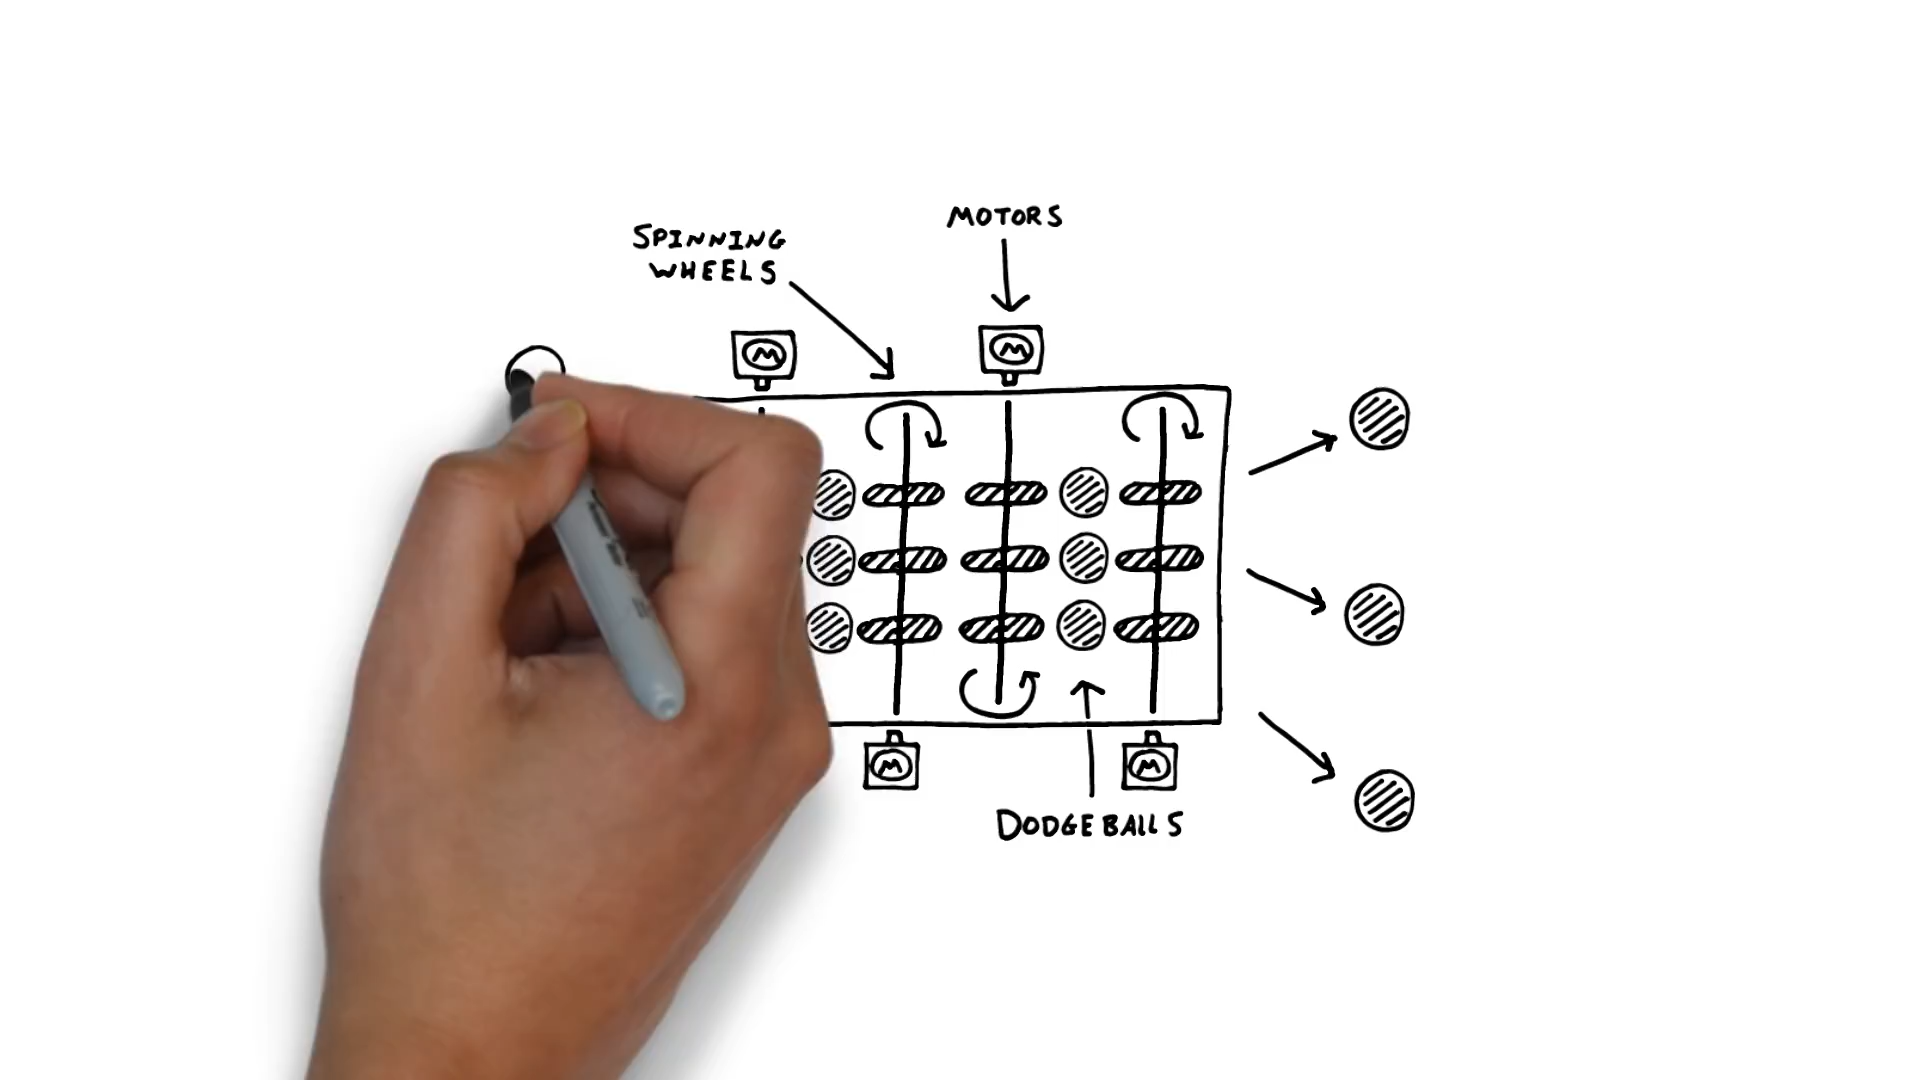 MOTORS
SPINNING
WHEELS
M
M
M
M
DODGEBALLS